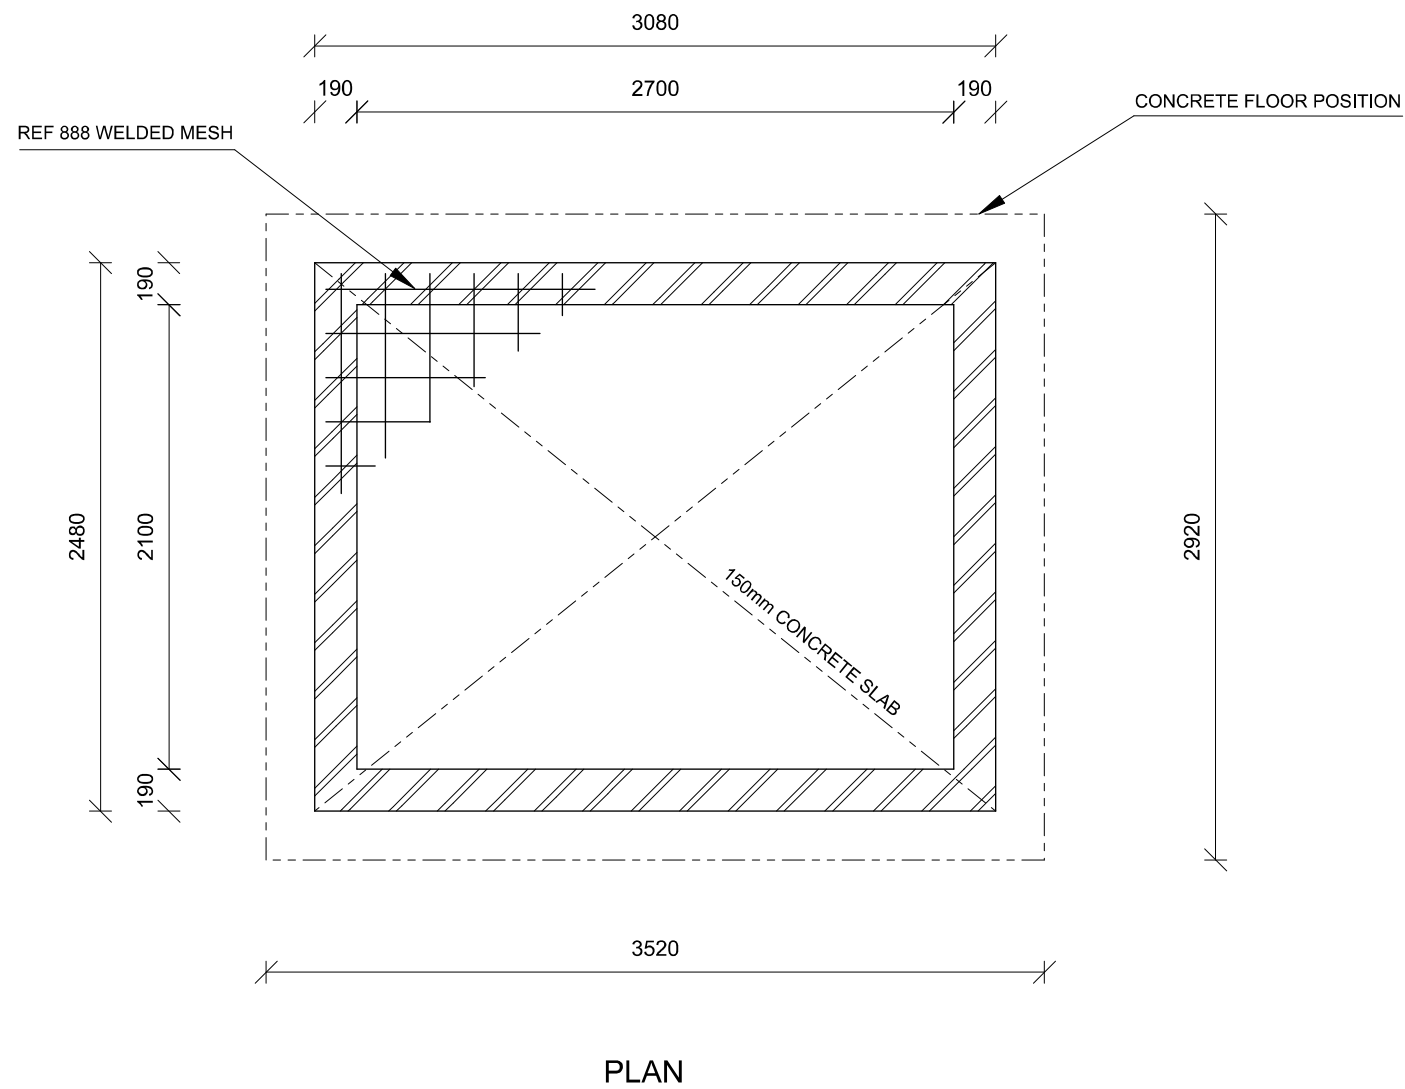 3080
190
2700
190
CONCRETE FLOOR POSITION
REF 888 WELDED MESH
190
2480
2100
2920
150mm CONCRETE SLAB
190
3520
PLAN